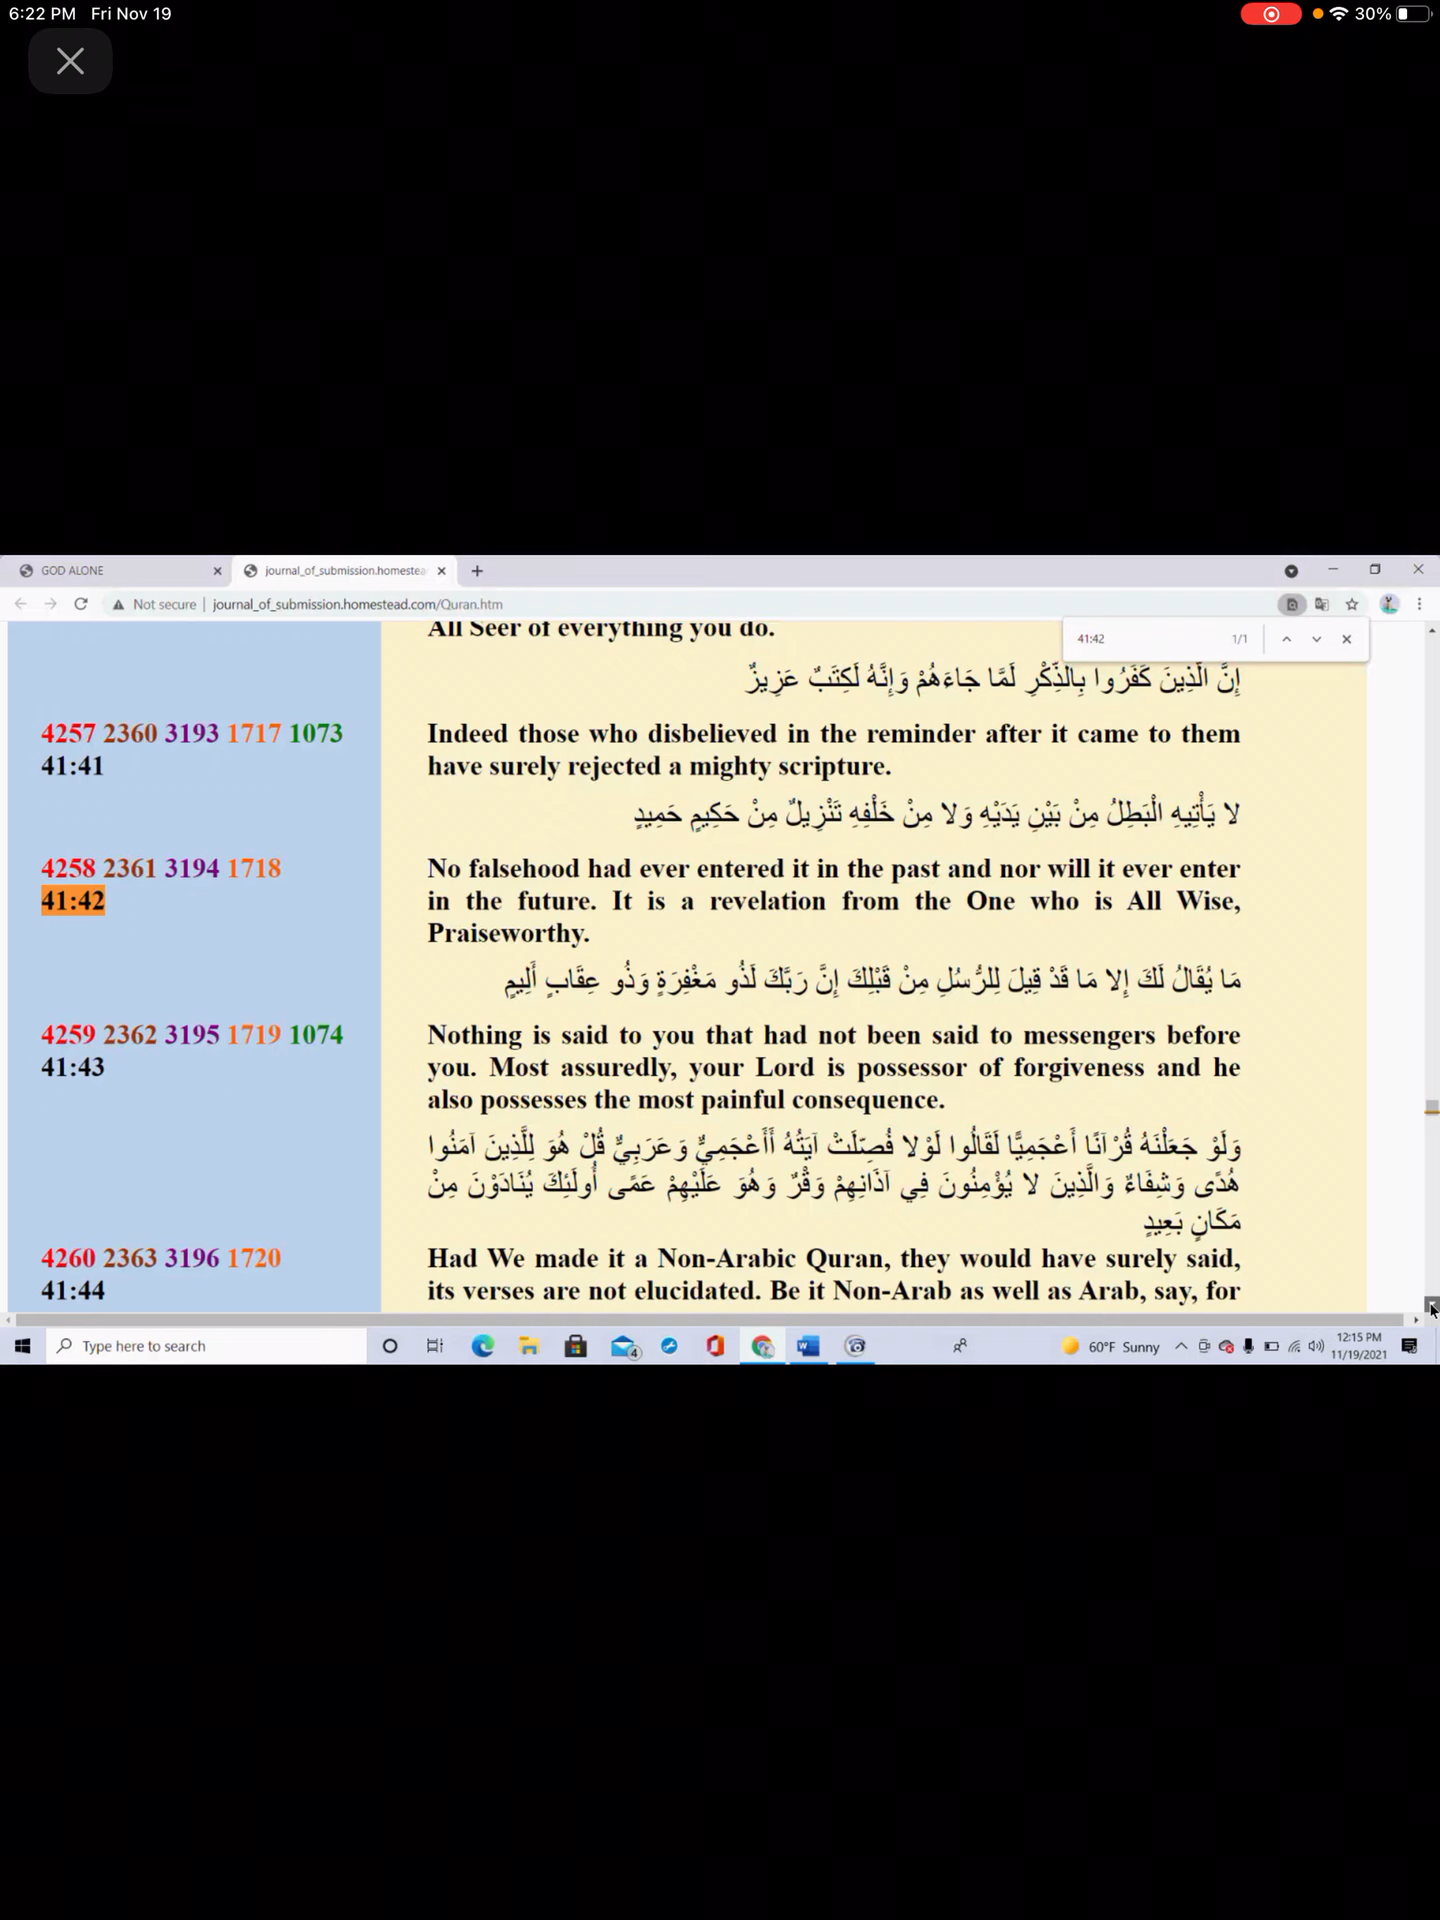 6:22 PM Fri Nov 19
30%
GOD ALONE
journal_of_submission.homestea
Not secure | journal_of_submission.homestead.com/Quran.htm
41:42 1/1
All Seer of everything you do.
إِنَّ الَّذِينَ كَفَرُوا بِالذِّكْرِ لَمَّا جَاءَهُمْ وَإِنَّهُ لَكِتَبٌ عَزِيزٌ
4257 2360 3193 1717 1073
41:41
Indeed those who disbelieved in the reminder after it came to them
have surely rejected a mighty scripture.
لا يَأْتِيهِ الْبَطِلُ مِنْ بَيْنِ يَدَيْهِ وَلا مِنْ خَلْفِهِ تَنْزِيلٌ مِنْ حَكِيمٍ حَمِيدٍ
4258 2361 3194 1718
41:42
No falsehood had ever entered it in the past and nor will it ever enter
in the future. It is a revelation from the One who is All Wise,
Praiseworthy.
مَا يُقَالُ لَكَ إِلا مَا قَدْ قِيلَ لِلرُّسُلِ مِنْ قَبْلِكَ إِنَّ رَبَّكَ لَذُو مَغْفِرَةٍ وَذُو عِقَابٍ أَلِيمٍ
4259 2362 3195 1719 1074
41:43
Nothing is said to you that had not been said to messengers before
you. Most assuredly, your Lord is possessor of forgiveness and he
also possesses the most painful consequence.
وَلَوْ جَعَلْنَهُ قُرْآنًا أَعْجَمِيًّا لَقَالُوا لَوْلا فُصِّلَتْ آيَتُهُ أَأَعْجَمِيٌّ وَعَرَبِيٌّ قُلْ هُوَ لِلَّذِينَ آمَنُوا
هُدًى وَشِفَاءٌ وَالَّذِينَ لا يُؤْمِنُونَ فِي آذَانِهِمْ وَقْرٌ وَهُوَ عَلَيْهِمْ عَمًى أُولَئِكَ يُنَادَوْنَ مِنْ
مَكَانٍ بَعِيدٍ
4260 2363 3196 1720
41:44
Had We made it a Non-Arabic Quran, they would have surely said,
its verses are not elucidated. Be it Non-Arab as well as Arab, say, for
Type here to search
4
60°F Sunny
12:15 PM
11/19/2021